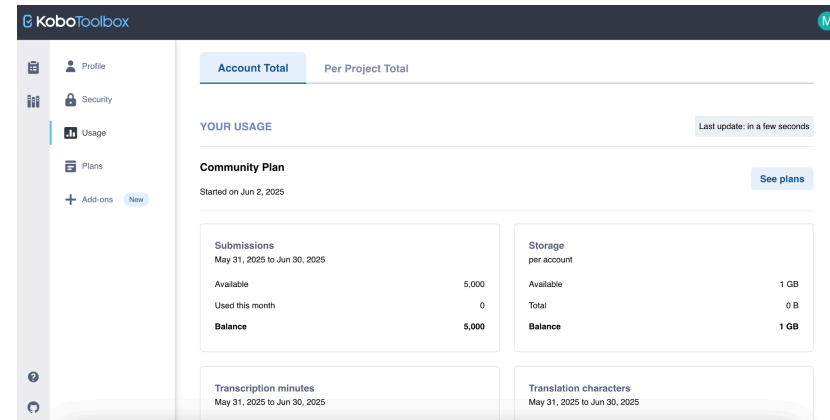 KoboToolbox
M
Profile
Security
Usage
Plans
Add-ons New
Account Total Per Project Total
YOUR USAGE
Last update: in a few seconds
Community Plan
Started on Jun 2, 2025
See plans
Submissions
May 31, 2025 to Jun 30, 2025
Available 5,000
Used this month 0
Balance 5,000
Storage
per account
Available 1 GB
Total 0 B
Balance 1 GB
Transcription minutes
May 31, 2025 to Jun 30, 2025
Translation characters
May 31, 2025 to Jun 30, 2025